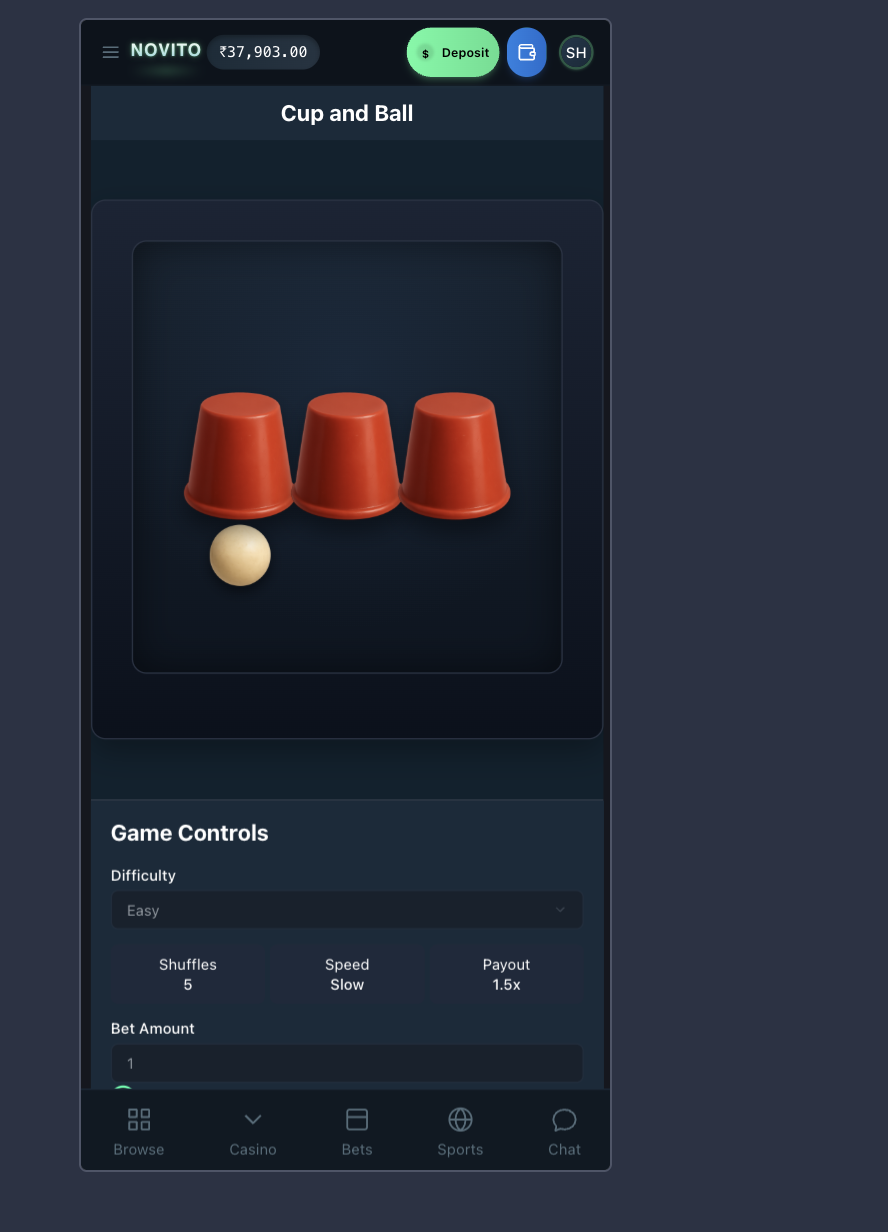 NOVITO
₹37,903.00
$ Deposit
SH
Cup and Ball
Game Controls
Difficulty
Easy
Shuffles
Speed
Payout
5
Slow
1.5x
Bet Amount
1
Browse
Casino
Bets
Sports
Chat